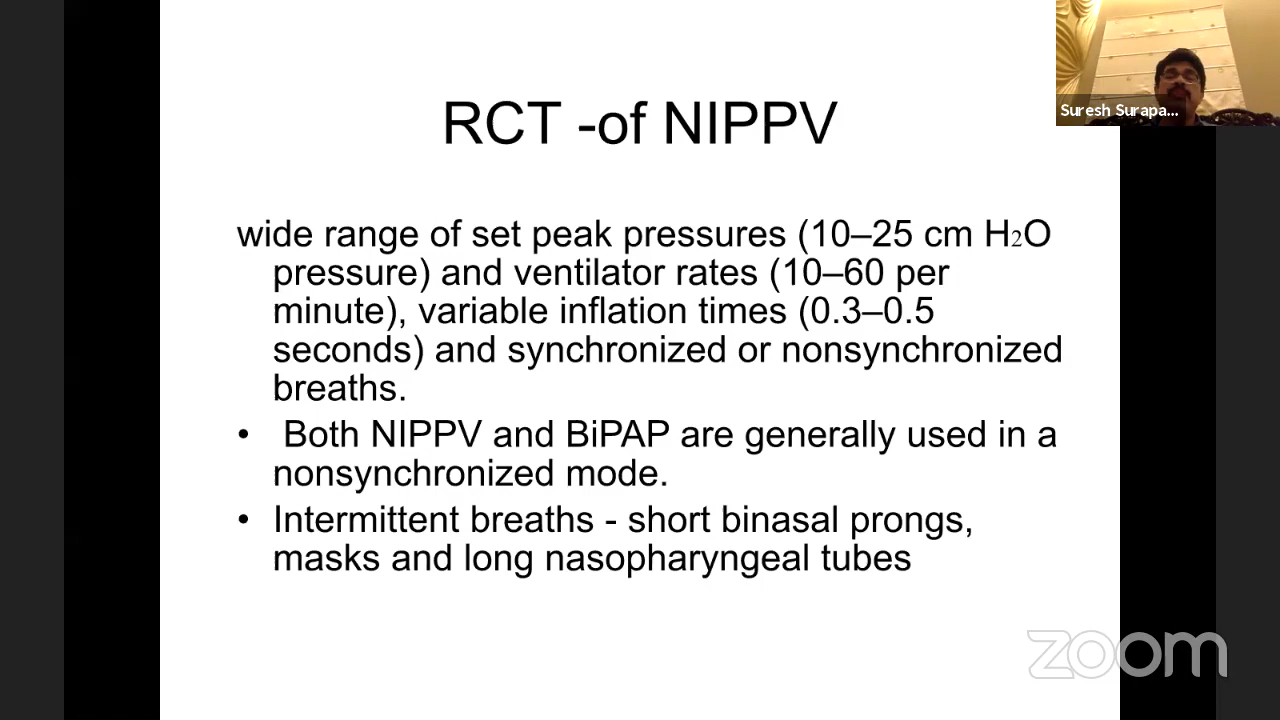 Suresh Surapa...
RCT -of NIPPV
wide range of set peak pressures (10–25 cm H₂O
pressure) and ventilator rates (10–60 per
minute), variable inflation times (0.3–0.5
seconds) and synchronized or nonsynchronized
breaths.
• Both NIPPV and BiPAP are generally used in a
nonsynchronized mode.
• Intermittent breaths - short binasal prongs,
masks and long nasopharyngeal tubes
zoom